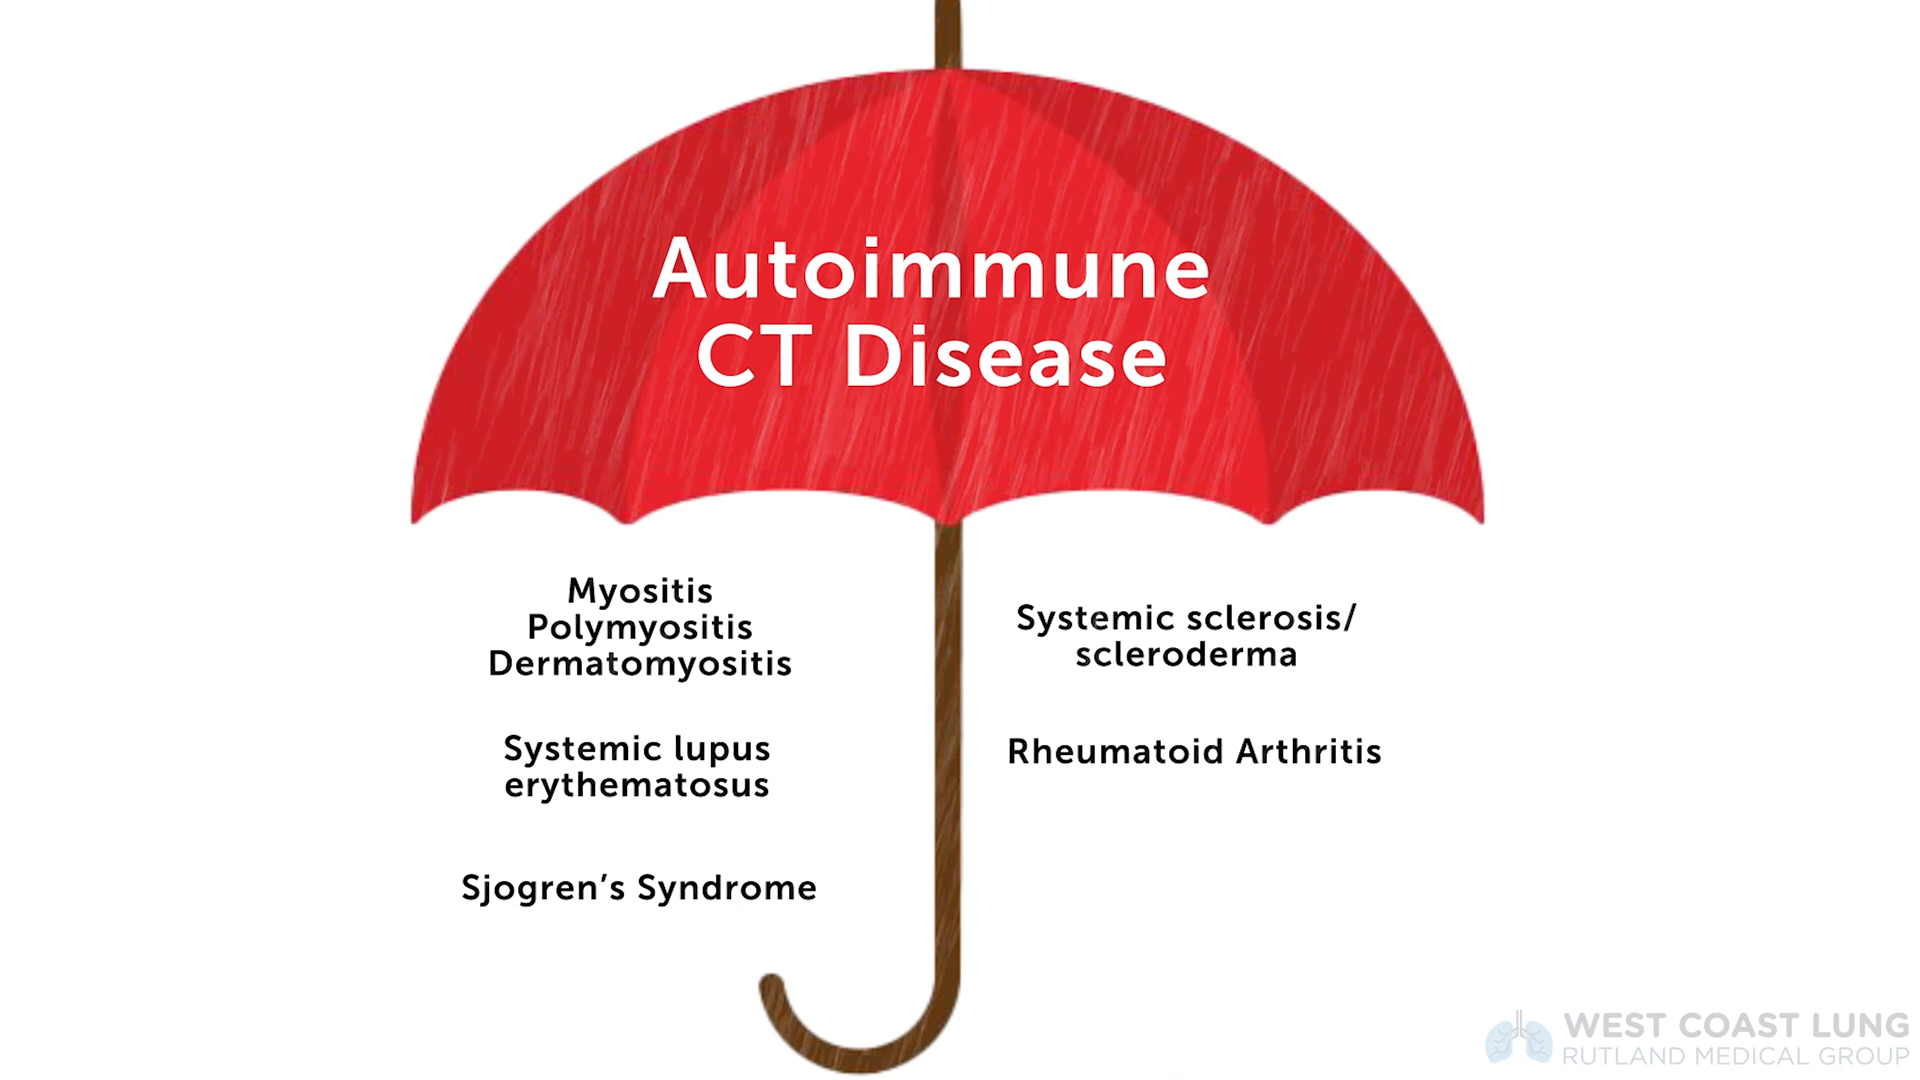 Autoimmune
CT Disease
Myositis
Polymyositis
Dermatomyositis
Systemic lupus
erythematosus
Sjogren’s Syndrome
Systemic sclerosis/
scleroderma
Rheumatoid Arthritis
WEST COAST LUNG
RUTLAND MEDICAL GROUP